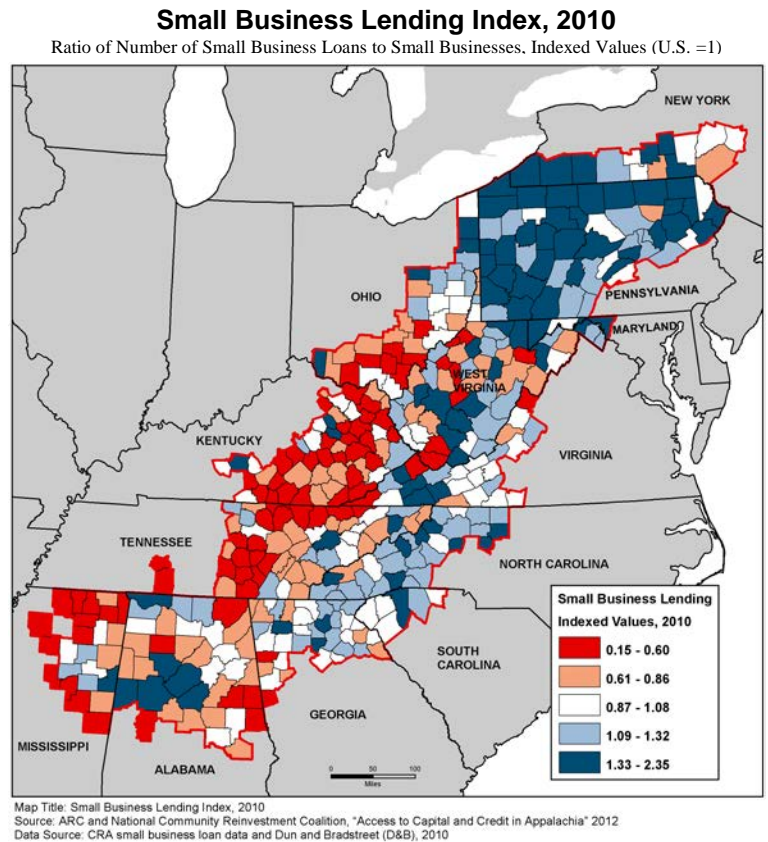 Small Business Lending Index, 2010
Ratio of Number of Small Business Loans to Small Businesses, Indexed Values (U.S. =1)
NEW YORK
PENNSYLVANIA
OHIO
MARYLAND
WEST
VIRGINIA
KENTUCKY
VIRGINIA
TENNESSEE
NORTH CAROLINA
SOUTH
CAROLINA
GEORGIA
MISSISSIPPI
ALABAMA
Small Business Lending
Indexed Values, 2010
0.15 - 0.60
0.61 - 0.86
0.87 - 1.08
1.09 - 1.32
1.33 - 2.35
0 50 100
Miles
Map Title: Small Business Lending Index, 2010
Source: ARC and National Community Reinvestment Coalition, "Access to Capital and Credit in Appalachia" 2012
Data Source: CRA small business loan data and Dun and Bradstreet (D&B), 2010